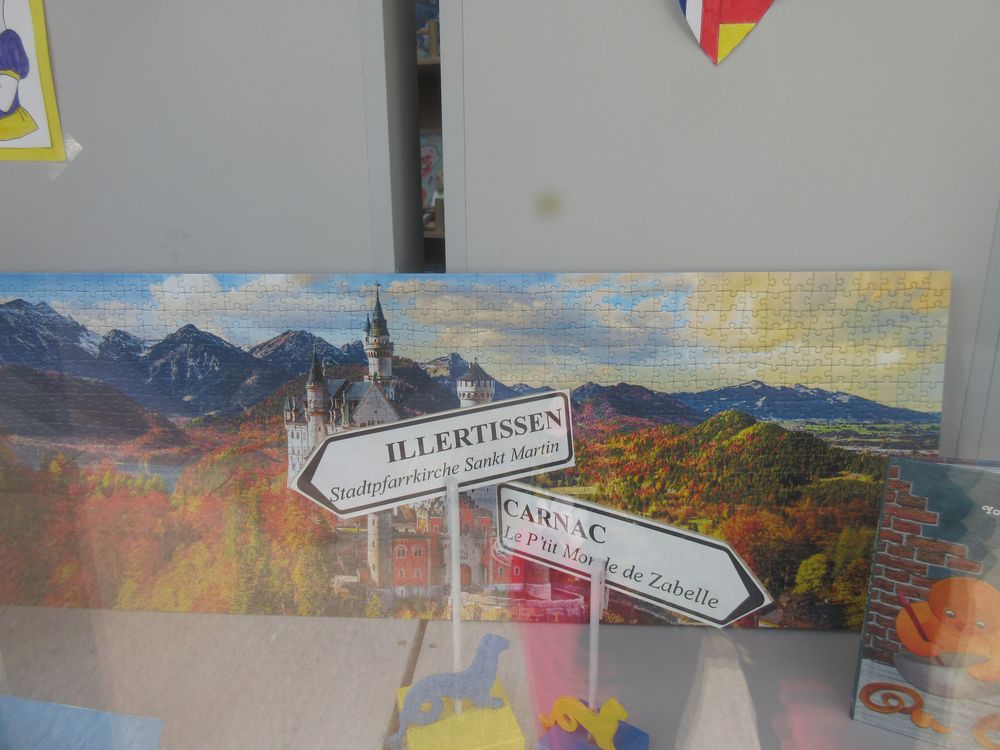 ILLERTISSEN
Stadtpfarrkirche Sankt Martin
CARNAC
Le P'tit Monde de Zabelle